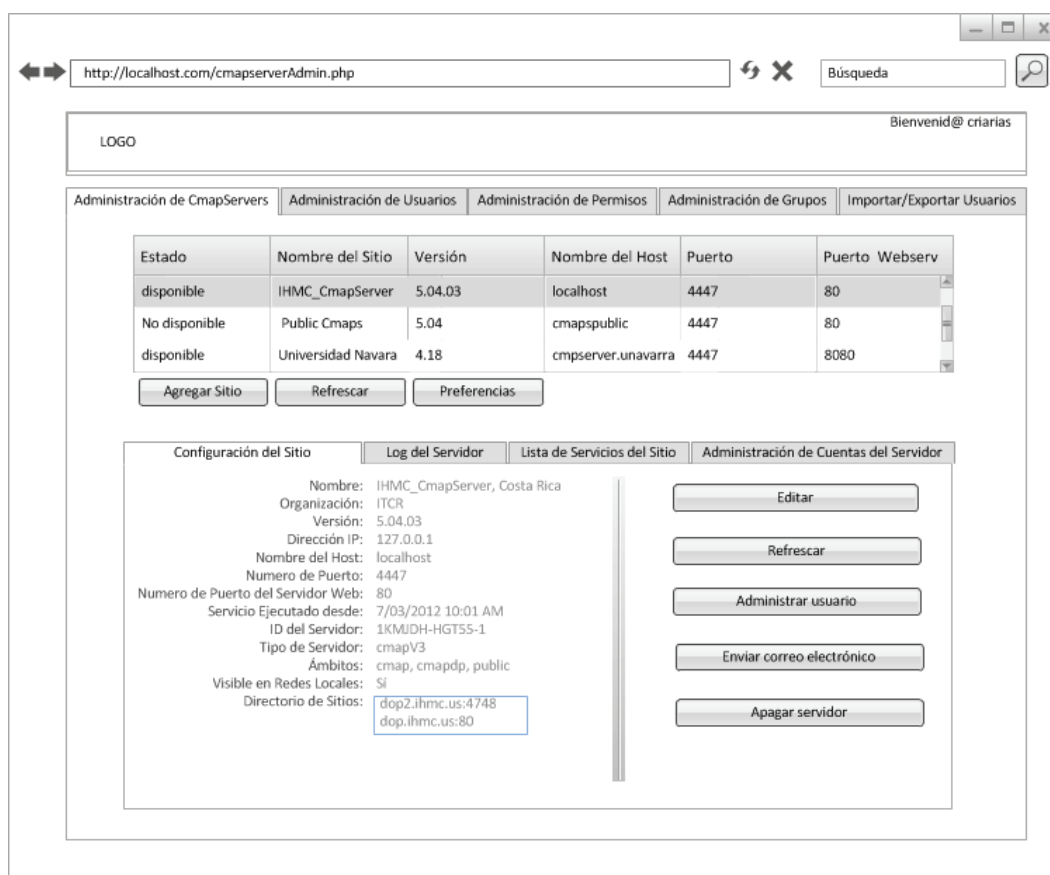 http://localhost.com/cmapserverAdmin.php
Búsqueda
Bienvenid@ criarias
LOGO
Administración de CmapServers Administración de Usuarios Administración de Permisos Administración de Grupos Importar/Exportar Usuarios
Estado Nombre del Sitio Versión Nombre del Host Puerto Puerto Webserv
disponible IHMC_CmapServer 5.04.03 localhost 4447 80
No disponible Public Cmaps 5.04 cmapspublic 4447 80
disponible Universidad Navara 4.18 cmpserver.unavarra 4447 8080
Agregar Sitio Refrescar Preferencias
Configuración del Sitio Log del Servidor Lista de Servicios del Sitio Administración de Cuentas del Servidor
Nombre: IHMC_CmapServer, Costa Rica
Organización: ITCR
Versión: 5.04.03
Dirección IP: 127.0.0.1
Nombre del Host: localhost
Numero de Puerto: 4447
Numero de Puerto del Servidor Web: 80
Servicio Ejecutado desde: 7/03/2012 10:01 AM
ID del Servidor: 1KMJDH-HGT55-1
Tipo de Servidor: cmapV3
Ámbitos: cmap, cmapdp, public
Visible en Redes Locales: Sí
Directorio de Sitios: dop2.ihmc.us:4748
dop.ihmc.us:80
Editar
Refrescar
Administrar usuario
Enviar correo electrónico
Apagar servidor